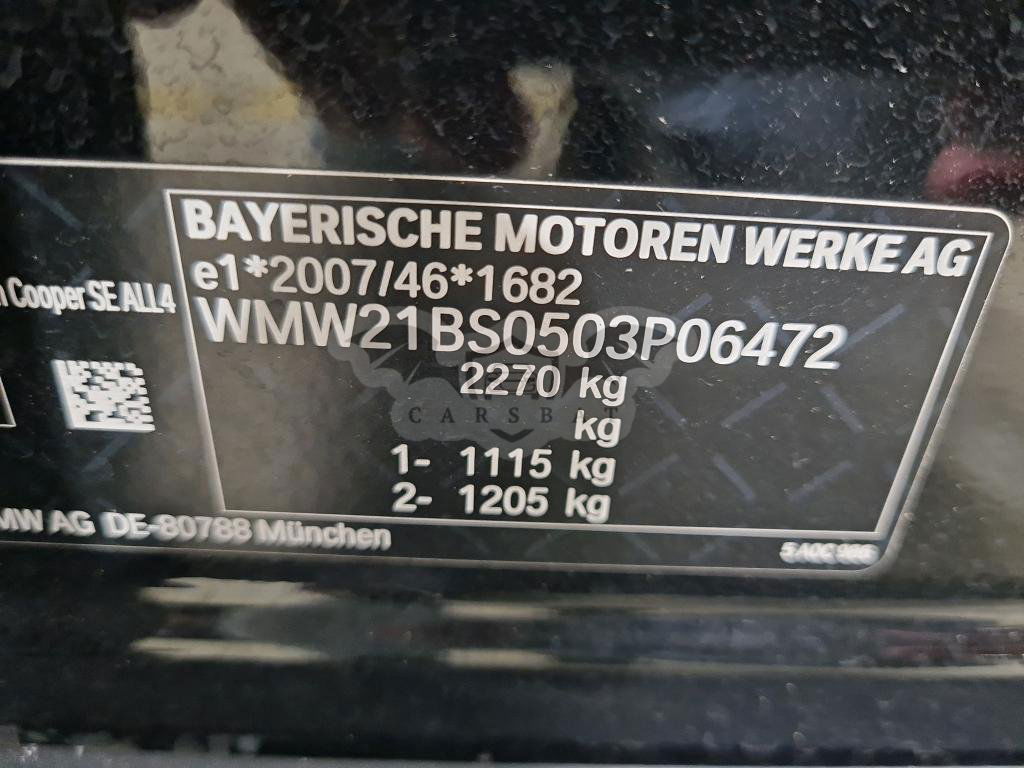 BAYERISCHE MOTOREN WERKE AG
e1*2007/46*1682
Cooper SE ALL4
WMW21BS0503P06472
2270 kg
CARSBAT
kg
1- 1115 kg
2- 1205 kg
MW AG DE-80788 München